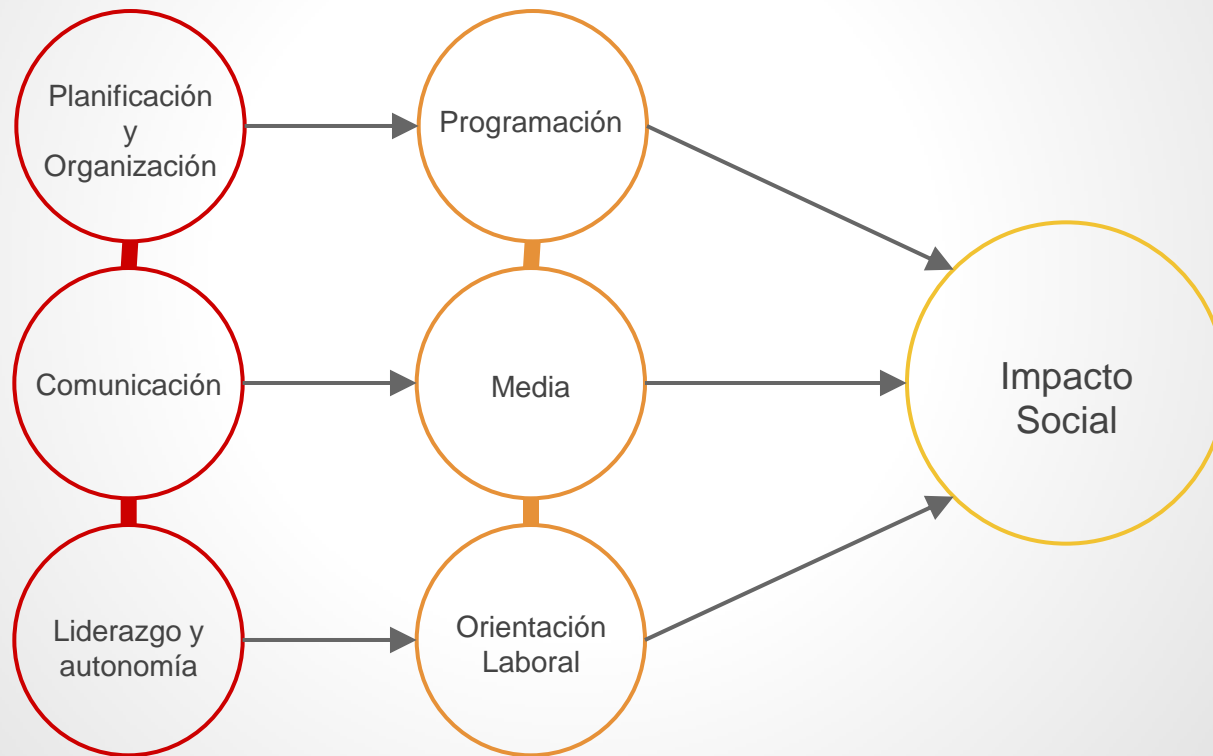 Planificación
y
Organización
Programación
Comunicación
Media
Impacto
Social
Liderazgo y
autonomía
Orientación
Laboral